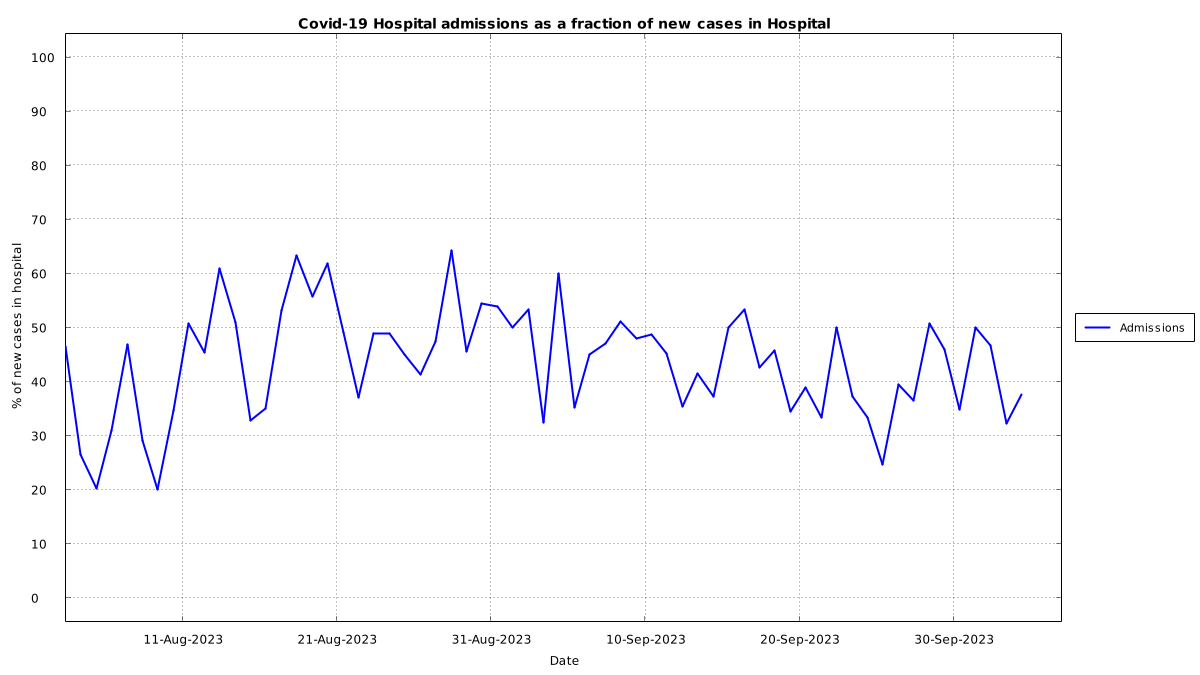 Covid-19 Hospital admissions as a fraction of new cases in Hospital
100
90
80
70
60
50
40
30
20
10
0
% of new cases in hospital
Admissions
11-Aug-2023 21-Aug-2023 31-Aug-2023 10-Sep-2023 20-Sep-2023 30-Sep-2023
Date